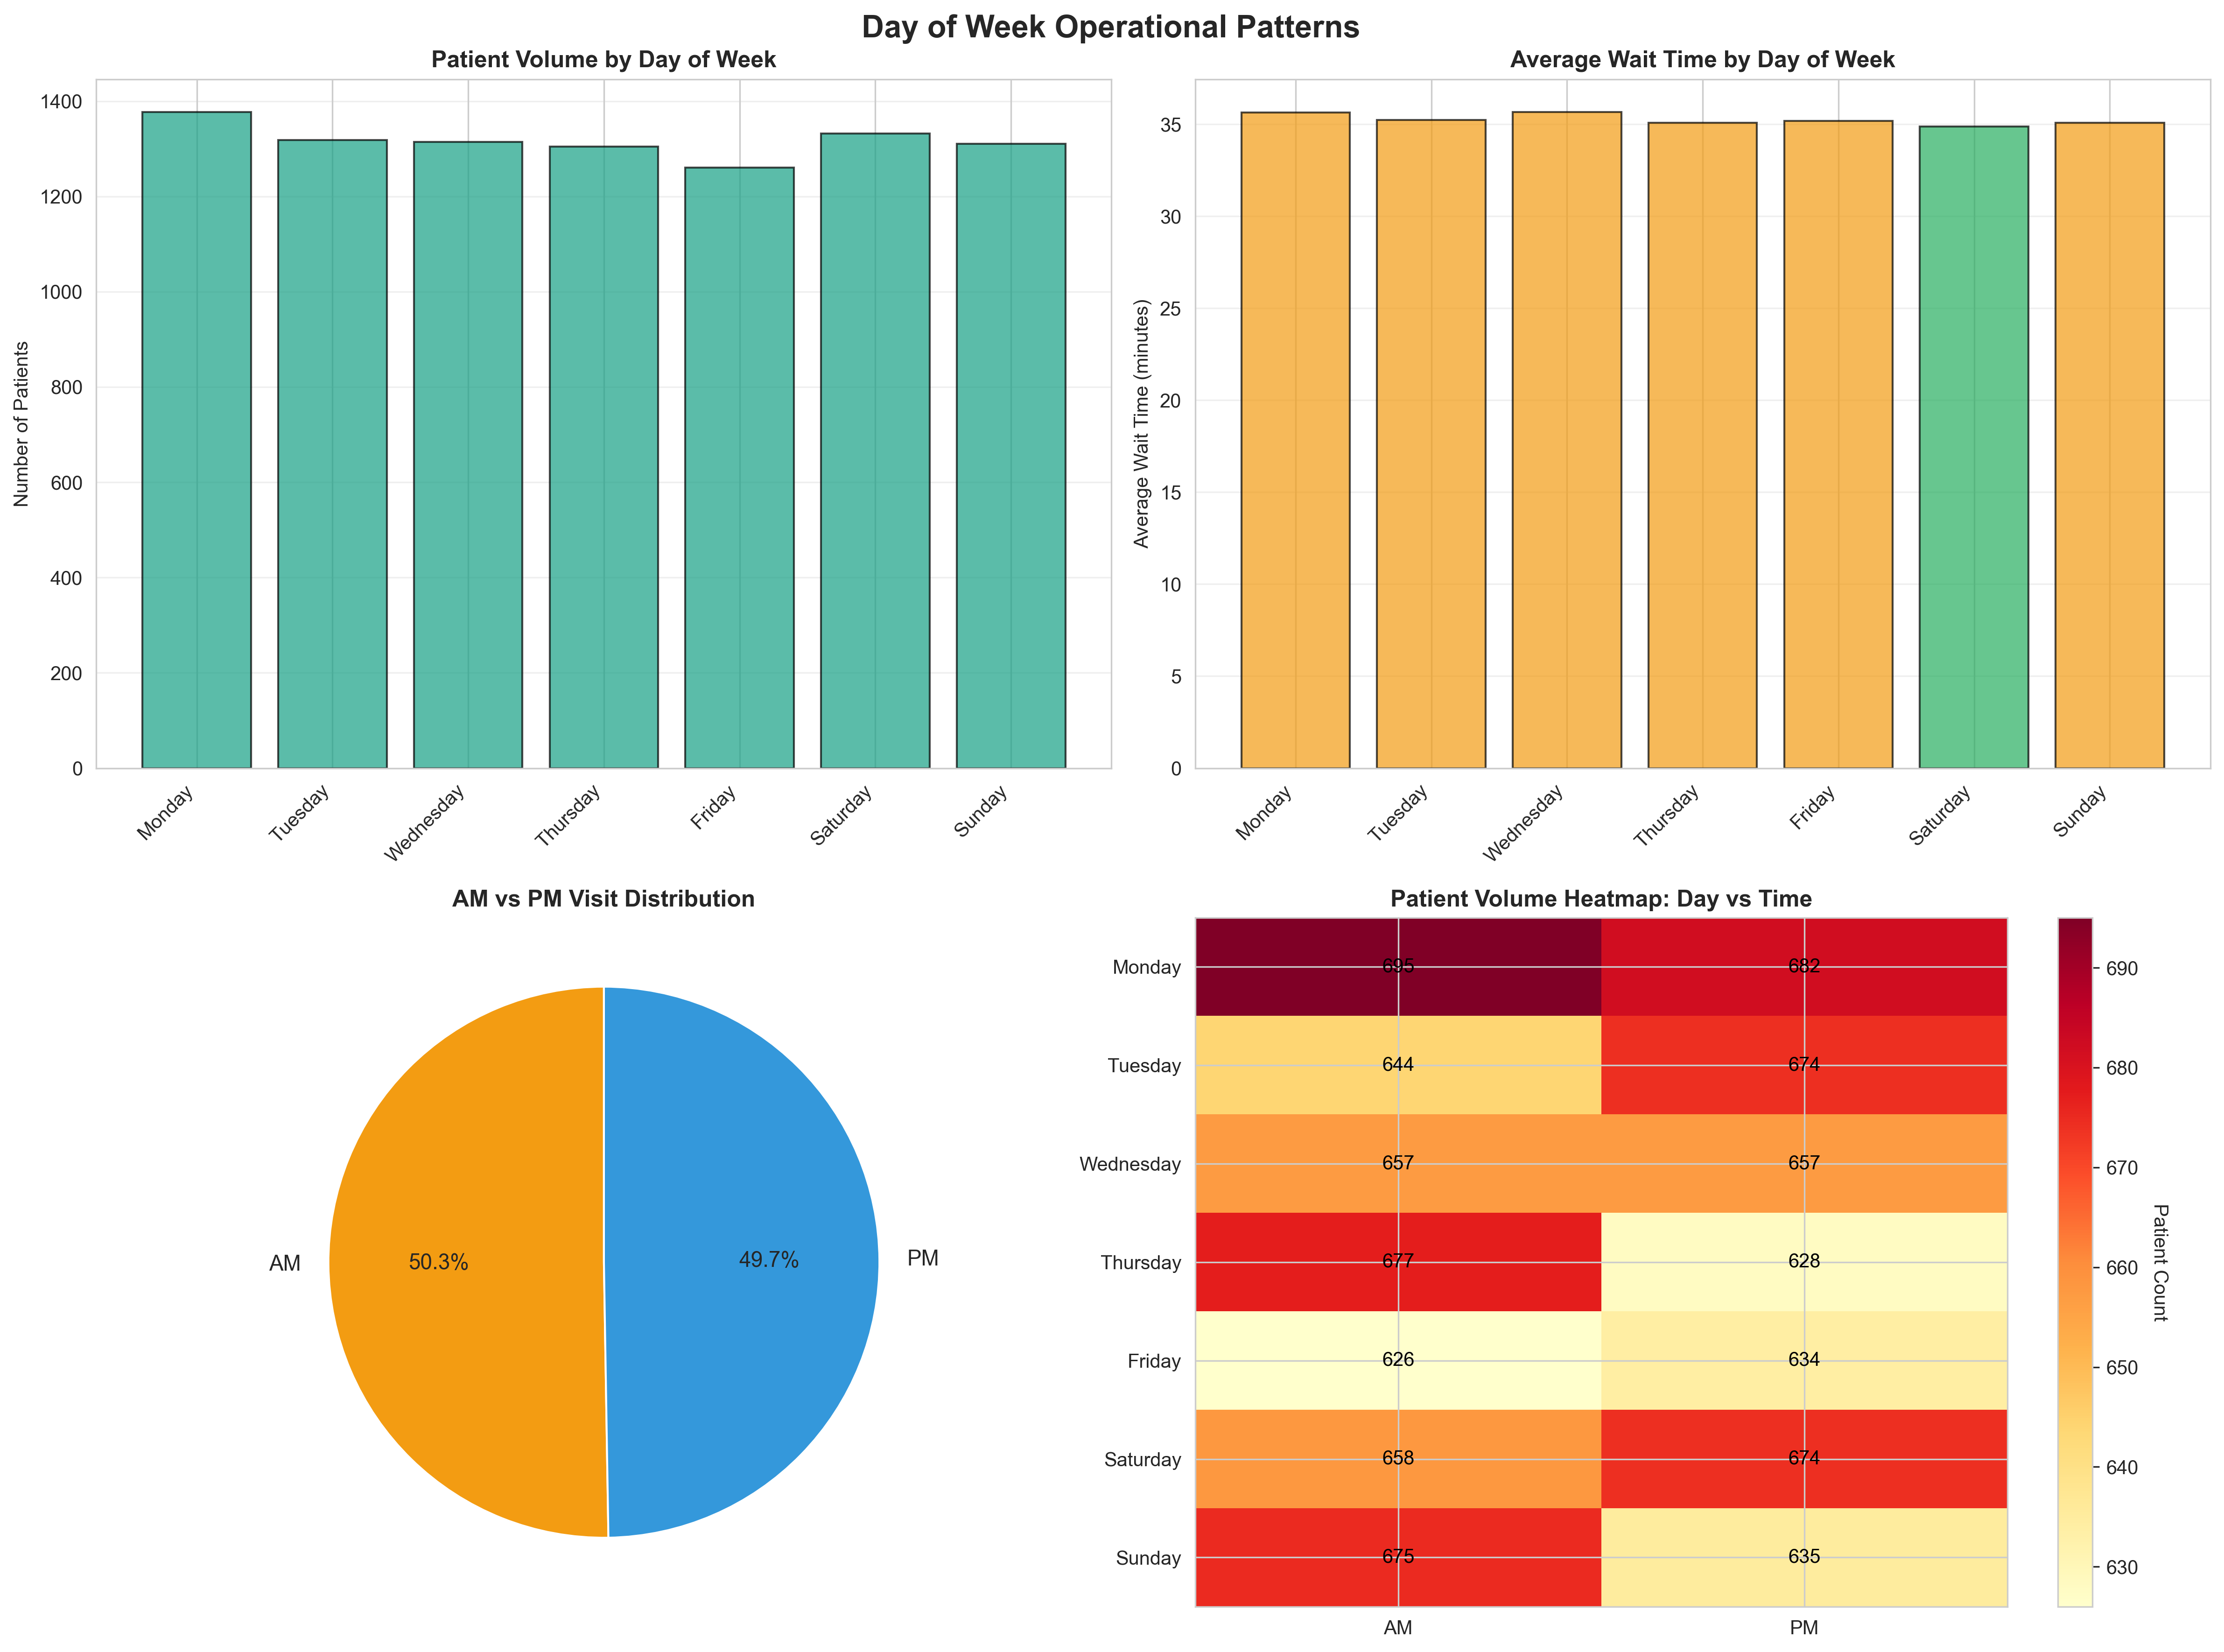 Day of Week Operational Patterns
Patient Volume by Day of Week
Number of Patients
1400
1200
1000
800
600
400
200
0
Monday
Tuesday
Wednesday
Thursday
Friday
Saturday
Sunday
Average Wait Time by Day of Week
Average Wait Time (minutes)
35
30
25
20
15
10
5
0
Monday
Tuesday
Wednesday
Thursday
Friday
Saturday
Sunday
AM vs PM Visit Distribution
AM
50.3%
49.7%
PM
Patient Volume Heatmap: Day vs Time
Monday 695 682
Tuesday 644 674
Wednesday 657 657
Thursday 677 628
Friday 626 634
Saturday 658 674
Sunday 675 635
AM PM
690
680
670
660
650
640
630
Patient Count